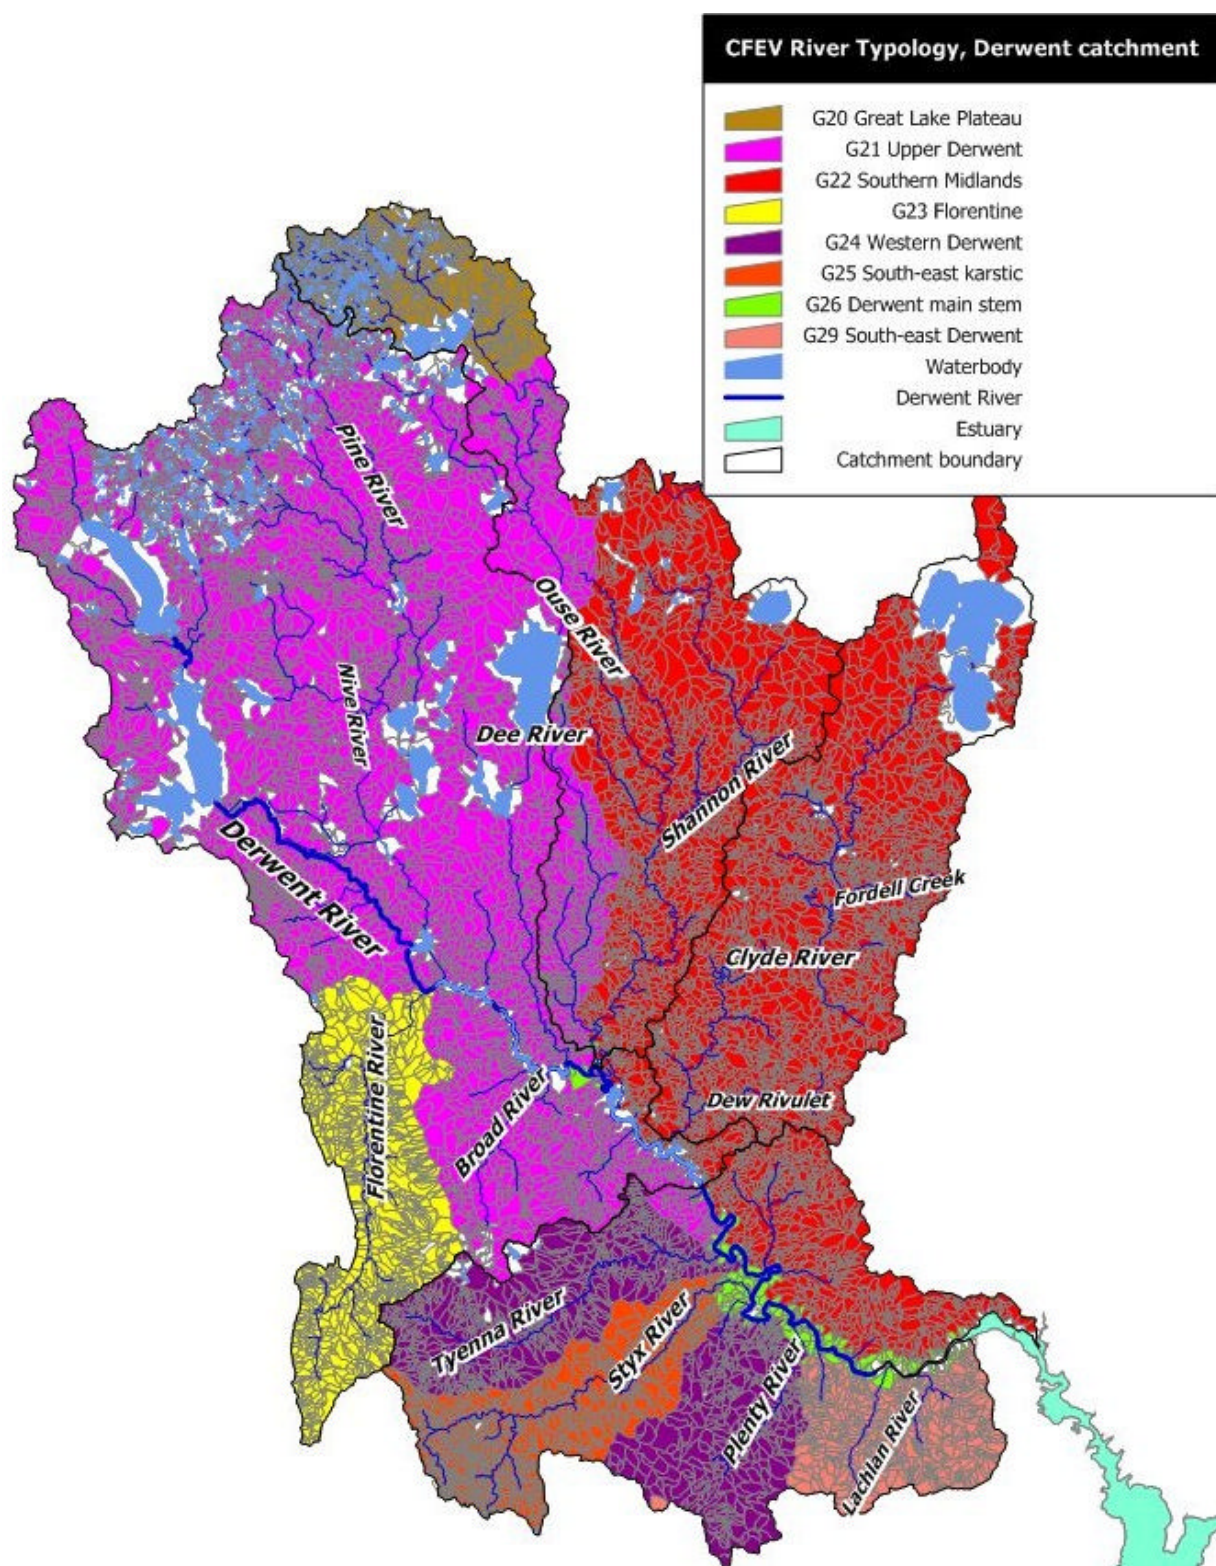 CFEV River Typology, Derwent catchment
G20 Great Lake Plateau
G21 Upper Derwent
G22 Southern Midlands
G23 Florentine
G24 Western Derwent
G25 South-east karstic
G26 Derwent main stem
G29 South-east Derwent
Waterbody
Derwent River
Estuary
Catchment boundary
Pine River
Ouse River
Nive River
Dee River
Shannon River
Derwent River
Fordell Creek
Clyde River
Florentine River
Broad River
Dew Rivulet
Tyenna River
Styx River
Plenty River
Lachlan River